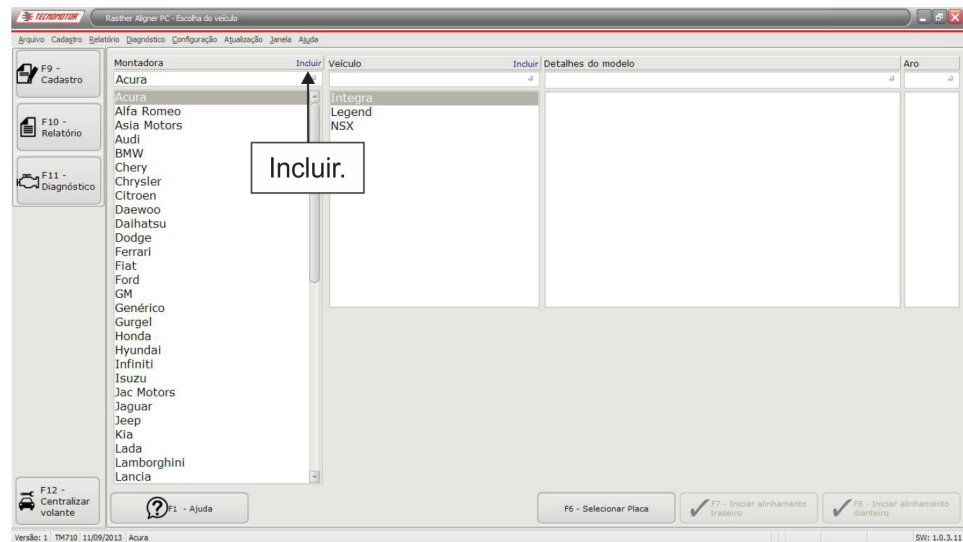 TECNOMOTOR
Rasther Aligner PC - Escolha do veículo
Arquivo Cadastro Relatório Diagnóstico Configuração Atualização Janela Ajuda
F9 -
Cadastro
F10 -
Relatório
F11 -
Diagnóstico
F12 -
Centralizar
volante
Montadora Incluir
Acura
Acura
Alfa Romeo
Asia Motors
Audi
BMW
Chery
Chrysler
Citroen
Daewoo
Daihatsu
Dodge
Ferrari
Fiat
Ford
GM
Genérico
Gurgel
Honda
Hyundai
Infiniti
Isuzu
Jac Motors
Jaguar
Jeep
Kia
Lada
Lamborghini
Lancia
Veículo Incluir
Integra
Legend
NSX
Detalhes do modelo
Aro
Incluir.
F1 - Ajuda
F6 - Selecionar Placa
F7 - Iniciar alinhamento
traseiro
F8 - Iniciar alinhamento
dianteiro
Versão: 1 TM710 11/09/2013 Acura
SW: 1.0.3.11